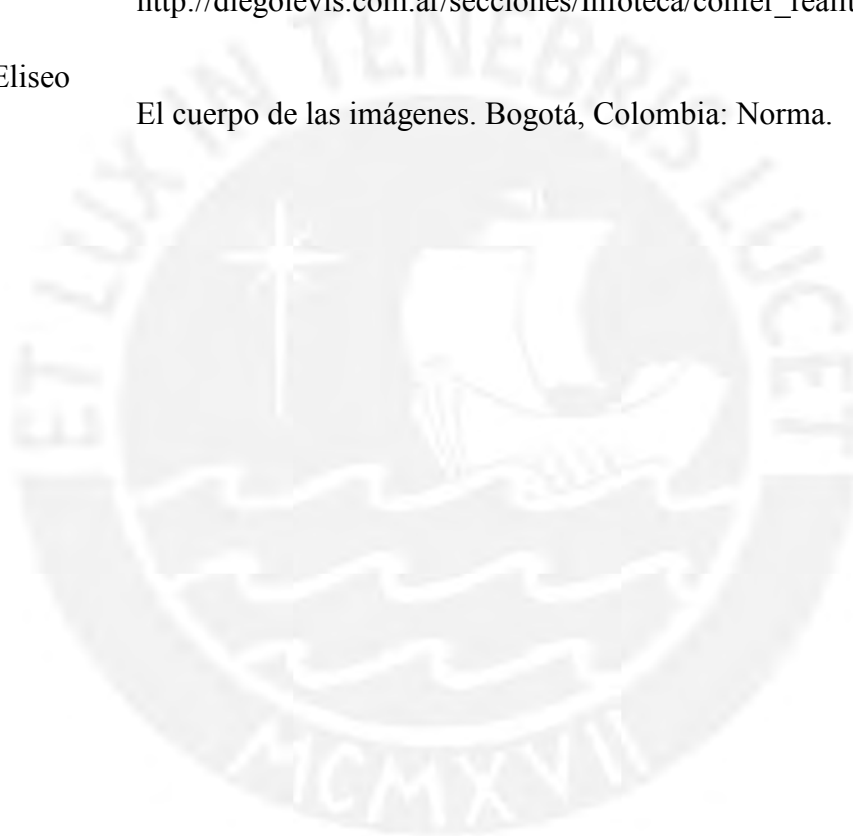 http://diegolevis.com.ar/secciones/Infoteca/confer_realit
Eliseo
El cuerpo de las imágenes. Bogotá, Colombia: Norma.
ET LUX IN TENEBRIS LUCET
MCMXVII